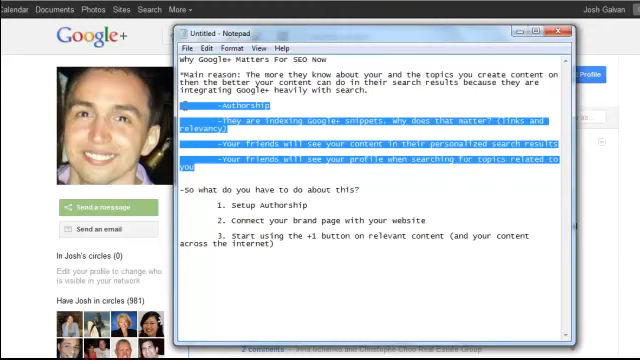 Calendar Documents Photos Sites Search More
Josh Galvan
Google+
Profile
Send a message
Send an email
In Josh's circles (0)
Edit your profile to change who
is visible in your network
Have Josh in circles (981)
Untitled - Notepad
File Edit Format View Help
Why Google+ Matters For SEO Now
*Main reason: The more they know about your and the topics you create content on
then the better your content can do in their search results because they are
integrating Google+ heavily with search.
-Authorship
-They are indexing Google+ snippets. Why does that matter? (links and
relevancy)
-Your friends will see your content in their personalized search results
-Your friends will see your profile when searching for topics related to
you
-So what do you have to do about this?
1. Setup Authorship
2. Connect your brand page with your website
3. Start using the +1 button on relevant content (and your content
across the internet)
2 comments
and Christophe Choo Real Estate Group